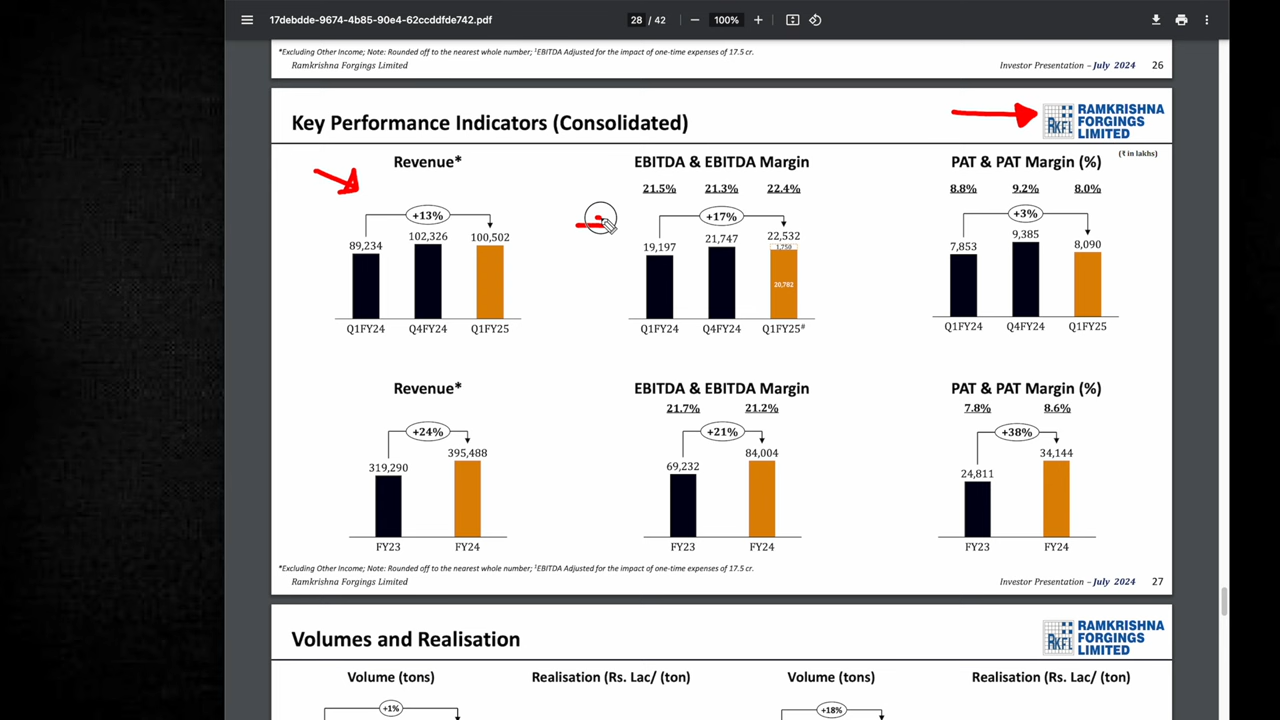 17debdde-9674-4b85-90e4-62ccddfde742.pdf
28 / 42
100%
*Excluding Other Income; Note: Rounded off to the nearest whole number; ¹EBITDA Adjusted for the impact of one-time expenses of 17.5 cr.
Ramkrishna Forgings Limited
Investor Presentation – July 2024 26
Key Performance Indicators (Consolidated)
RKFL
RAMKRISHNA
FORGINGS
LIMITED
(₹ in lakhs)
Revenue*
+13%
89,234 102,326 100,502
Q1FY24 Q4FY24 Q1FY25
EBITDA & EBITDA Margin
21.5% 21.3% 22.4%
+17%
19,197 21,747 22,532
1,750
20,782
Q1FY24 Q4FY24 Q1FY25#
PAT & PAT Margin (%)
8.8% 9.2% 8.0%
+3%
7,853 9,385 8,090
Q1FY24 Q4FY24 Q1FY25
Revenue*
+24%
319,290 395,488
FY23 FY24
EBITDA & EBITDA Margin
21.7% 21.2%
+21%
69,232 84,004
FY23 FY24
PAT & PAT Margin (%)
7.8% 8.6%
+38%
24,811 34,144
FY23 FY24
*Excluding Other Income; Note: Rounded off to the nearest whole number; ¹EBITDA Adjusted for the impact of one-time expenses of 17.5 cr.
Ramkrishna Forgings Limited
Investor Presentation – July 2024 27
Volumes and Realisation
RKFL
RAMKRISHNA
FORGINGS
LIMITED
Volume (tons) Realisation (Rs. Lac/ (ton) Volume (tons) Realisation (Rs. Lac/ (ton)
+1% +18%